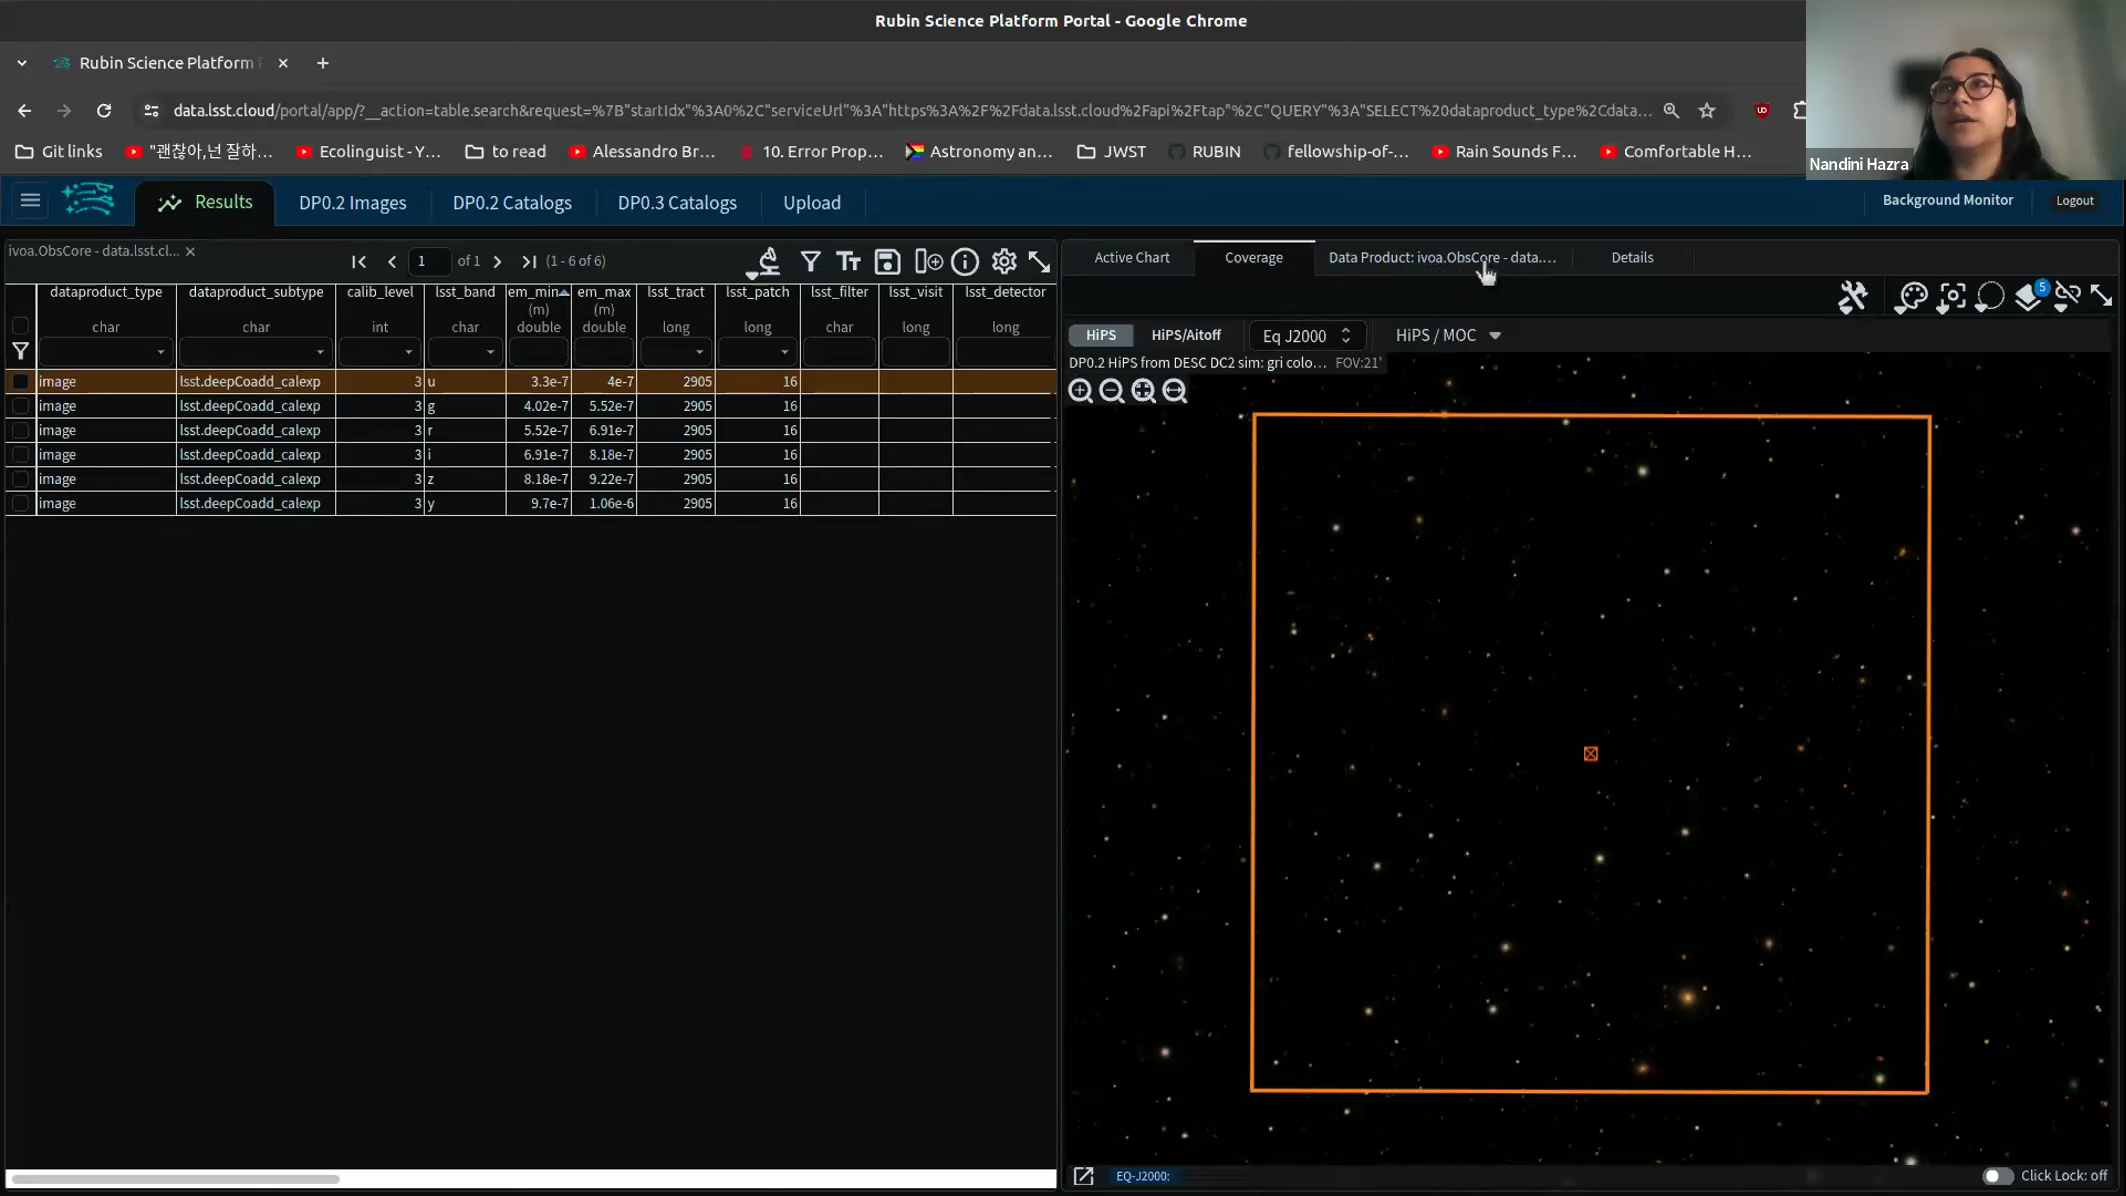 Rubin Science Platform Portal - Google Chrome
Rubin Science Platform
data.lsst.cloud/portal/app/?__action=table.search&request=%7B"startIdx"%3A0%2C"serviceUrl"%3A"https%3A%2F%2Fdata.lsst.cloud%2Fapi%2Ftap"%2C"QUERY"%3A"SELECT%20dataproduct_type%2Cdata...
Git links "괜찮아,넌 잘하... Ecolinguist - Y... to read Alessandro Br... 10. Error Prop... Astronomy an... JWST RUBIN fellowship-of-... Rain Sounds F... Comfortable H...
Nandini Hazra
Results DP0.2 Images DP0.2 Catalogs DP0.3 Catalogs Upload Background Monitor Logout
ivoa.ObsCore - data.lsst.cl...
1 of 1 (1 - 6 of 6)
Active Chart Coverage Data Product: ivoa.ObsCore - data.... Details
5
dataproduct_type dataproduct_subtype calib_level lsst_band em_min em_max lsst_tract lsst_patch lsst_filter lsst_visit lsst_detector
(m) (m)
char char int char double double long long char long long
image lsst.deepCoadd_calexp 3 u 3.3e-7 4e-7 2905 16
image lsst.deepCoadd_calexp 3 g 4.02e-7 5.52e-7 2905 16
image lsst.deepCoadd_calexp 3 r 5.52e-7 6.91e-7 2905 16
image lsst.deepCoadd_calexp 3 i 6.91e-7 8.18e-7 2905 16
image lsst.deepCoadd_calexp 3 z 8.18e-7 9.22e-7 2905 16
image lsst.deepCoadd_calexp 3 y 9.7e-7 1.06e-6 2905 16
HiPS HiPS/Aitoff Eq J2000 HiPS / MOC
DP0.2 HiPS from DESC DC2 sim: gri colo... FOV:21'
EQ-J2000: Click Lock: off